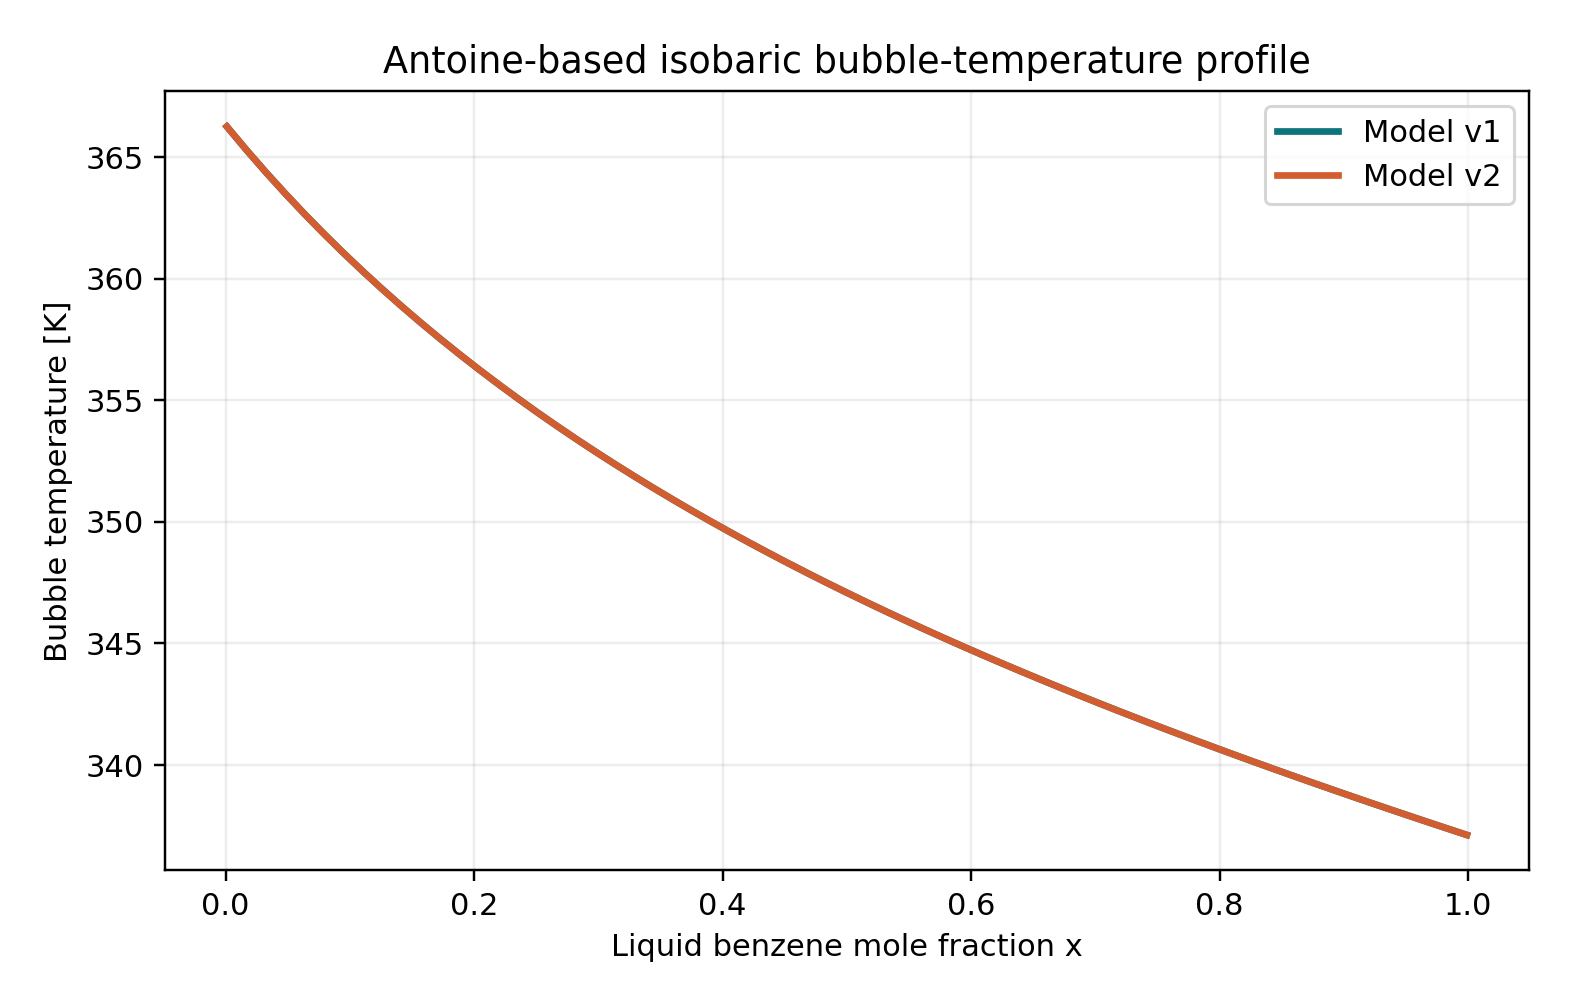 Antoine-based isobaric bubble-temperature profile
Model v1
Model v2
Bubble temperature [K]
365
360
355
350
345
340
0.0 0.2 0.4 0.6 0.8 1.0
Liquid benzene mole fraction x